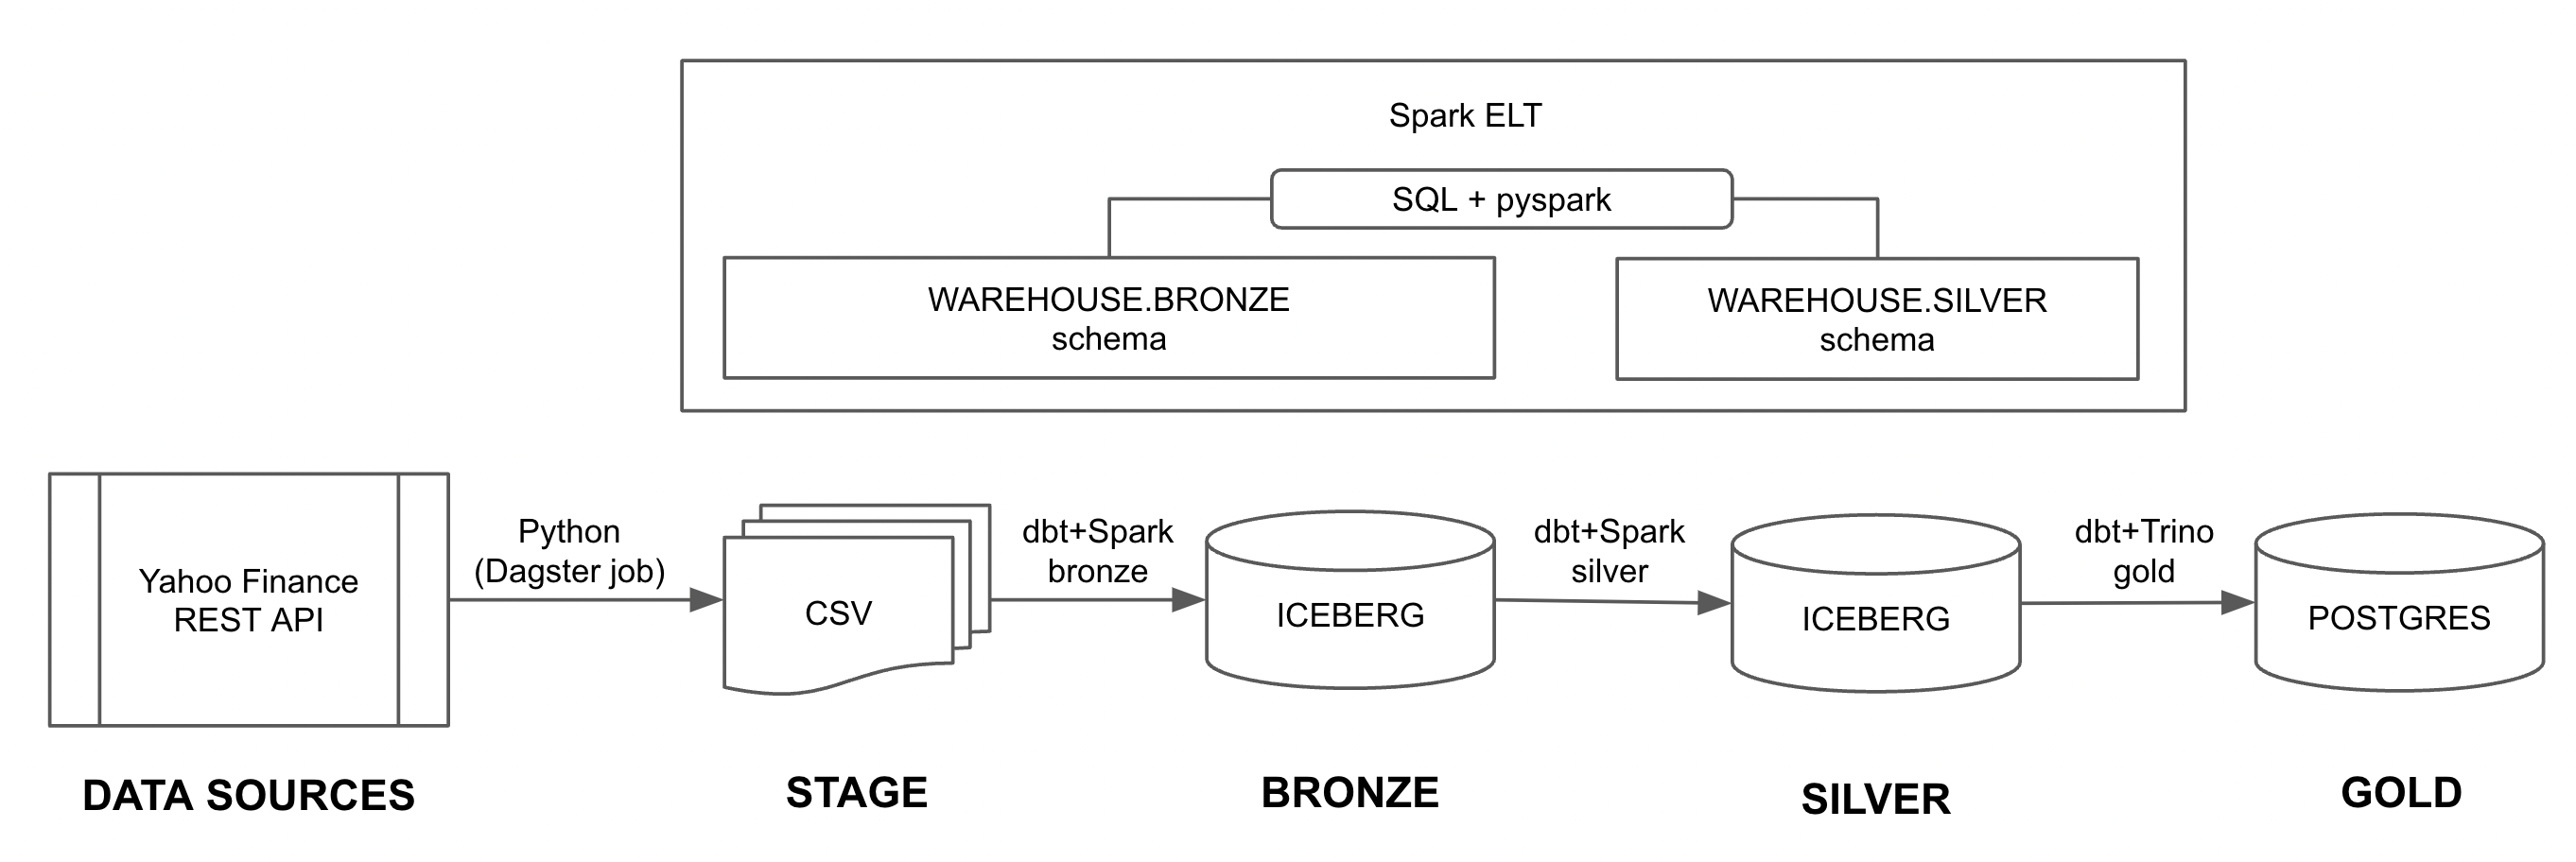 Spark ELT
SQL + pyspark
WAREHOUSE.BRONZE
schema
WAREHOUSE.SILVER
schema
Yahoo Finance
REST API
Python
(Dagster job)
CSV
dbt+Spark
bronze
ICEBERG
dbt+Spark
silver
ICEBERG
dbt+Trino
gold
POSTGRES
DATA SOURCES
STAGE
BRONZE
SILVER
GOLD